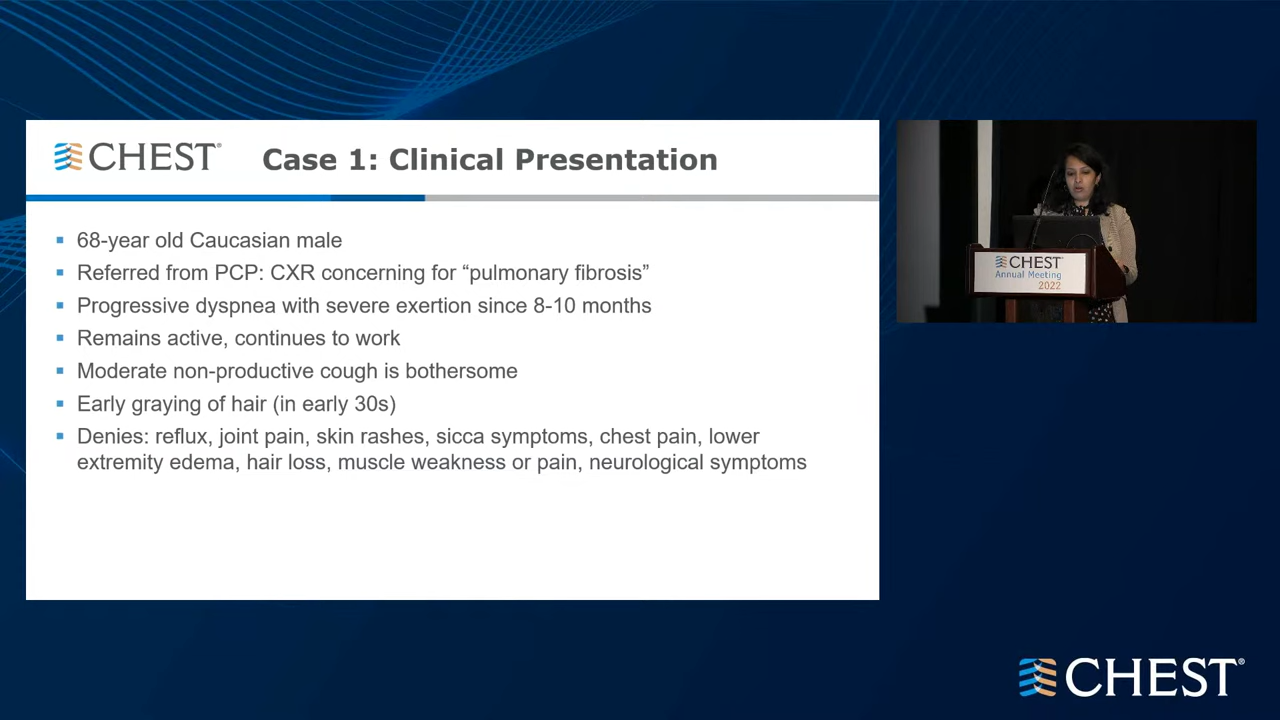 CHEST®
Case 1: Clinical Presentation
▪ 68-year old Caucasian male
▪ Referred from PCP: CXR concerning for “pulmonary fibrosis”
▪ Progressive dyspnea with severe exertion since 8-10 months
▪ Remains active, continues to work
▪ Moderate non-productive cough is bothersome
▪ Early graying of hair (in early 30s)
▪ Denies: reflux, joint pain, skin rashes, sicca symptoms, chest pain, lower
extremity edema, hair loss, muscle weakness or pain, neurological symptoms
CHEST
Annual Meeting
2022
CHEST®